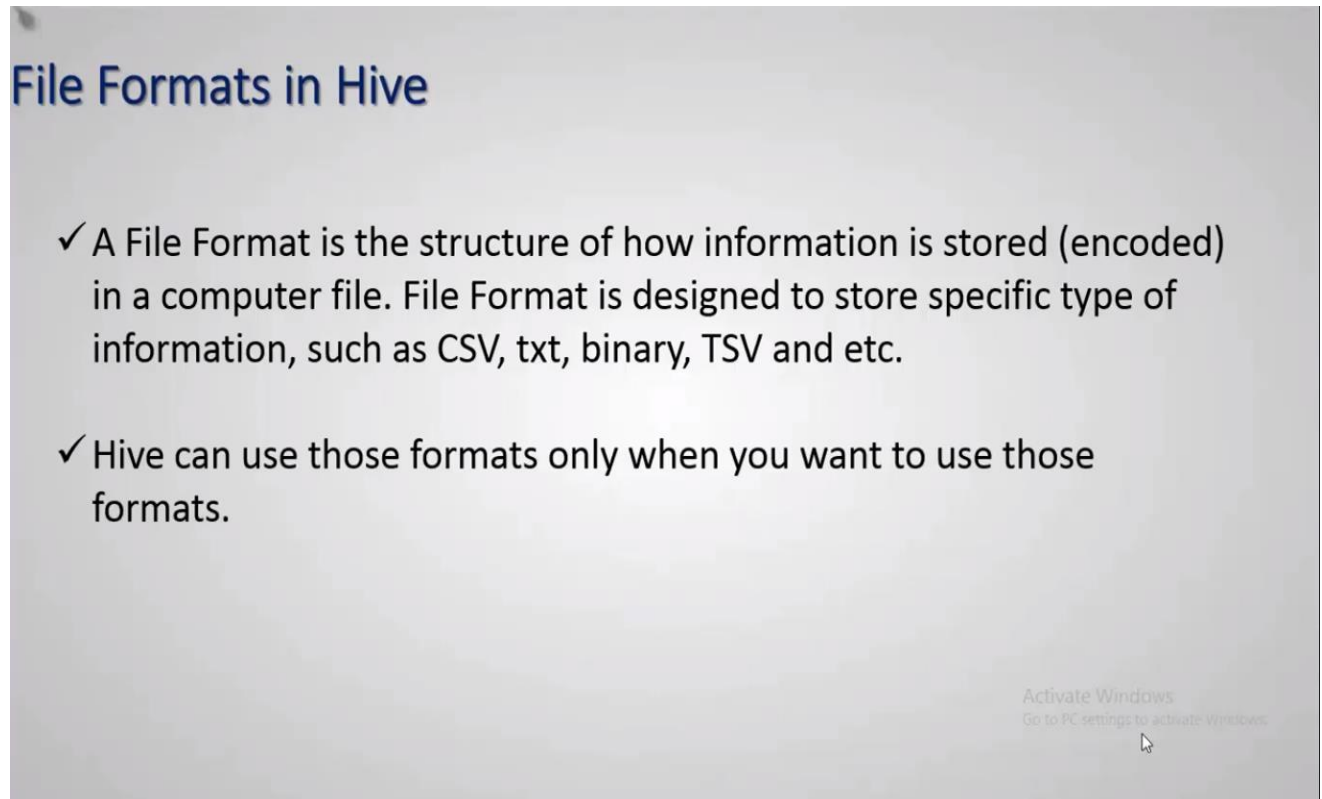 File Formats in Hive
✓ A File Format is the structure of how information is stored (encoded)
in a computer file. File Format is designed to store specific type of
information, such as CSV, txt, binary, TSV and etc.
✓ Hive can use those formats only when you want to use those
formats.
Activate Windows
Go to PC settings to activate Windows.